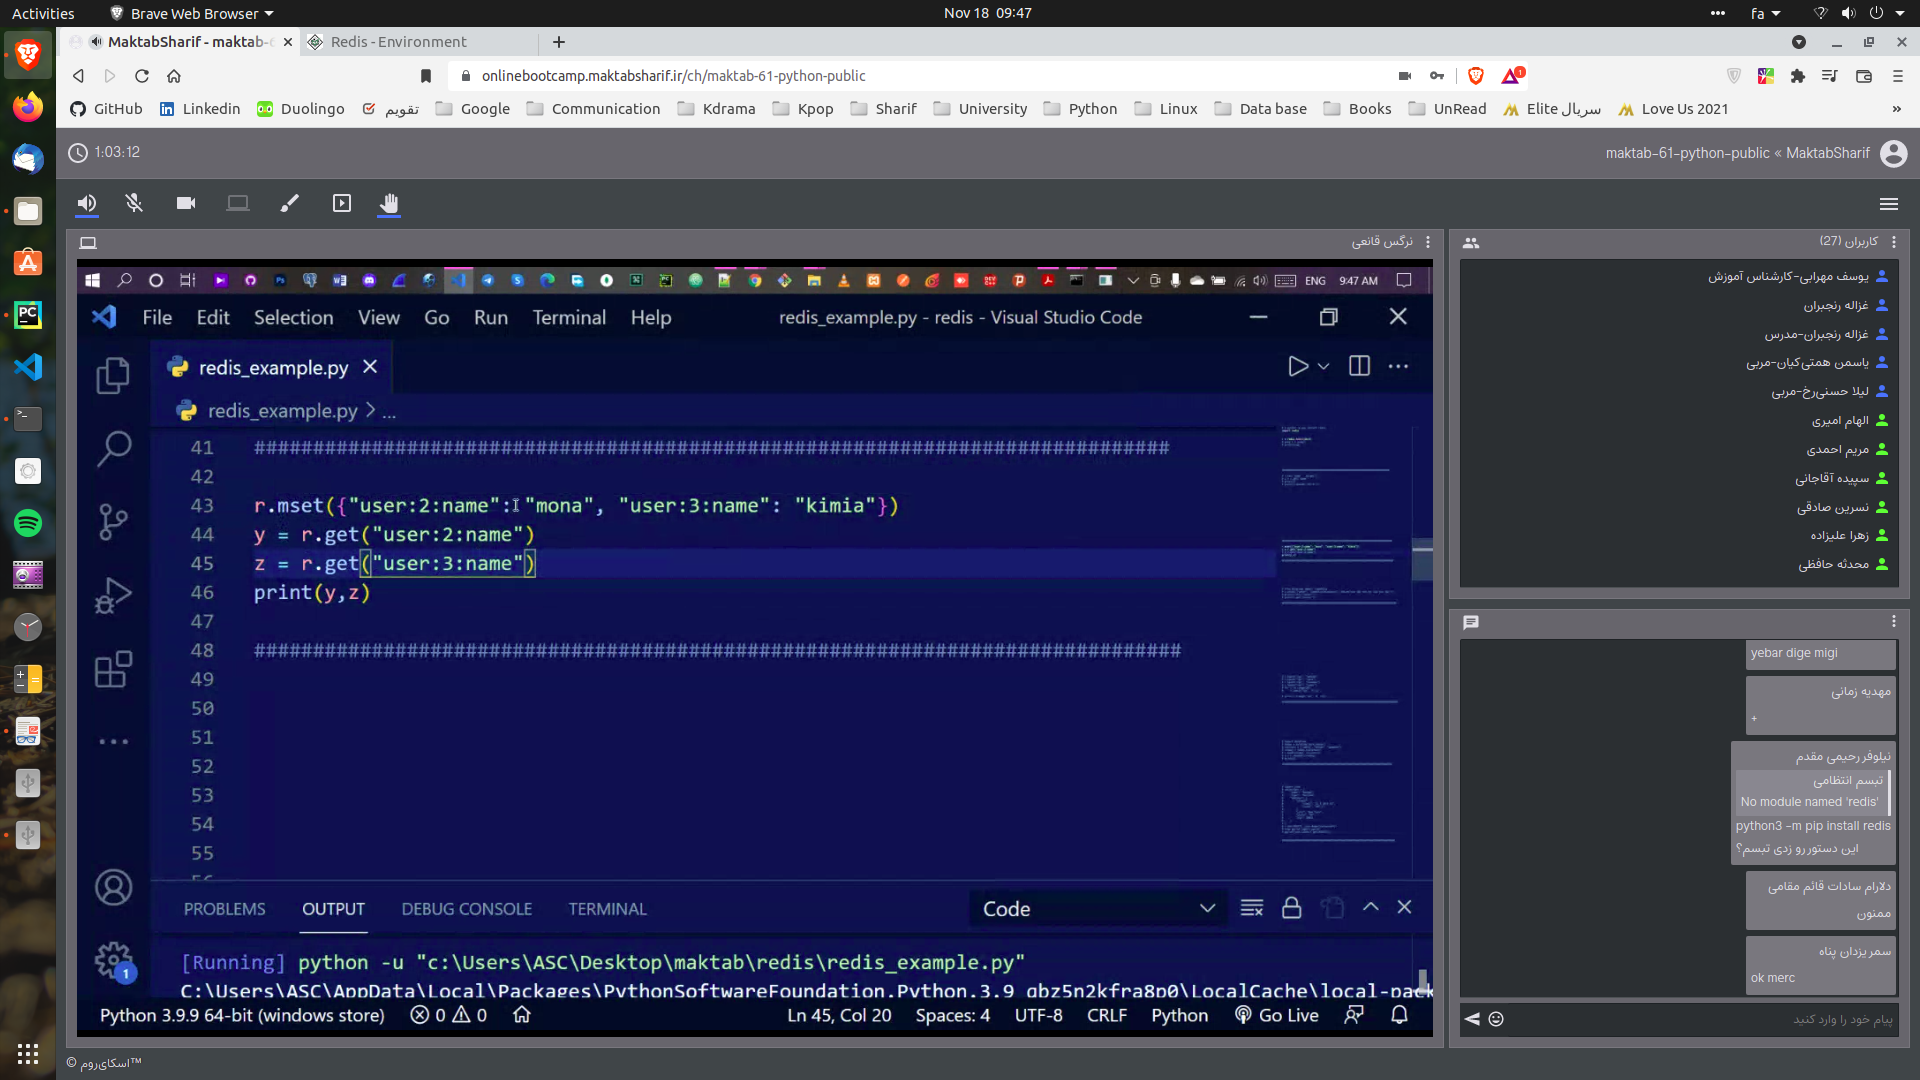 Activities
Brave Web Browser
Nov 18 09:47
fa
MaktabSharif - maktab-6
Redis - Environment
onlinebootcamp.maktabsharif.ir/ch/maktab-61-python-public
1
GitHub
Linkedin
Duolingo
تقویم
Google
Communication
Kdrama
Kpop
Sharif
University
Python
Linux
Data base
Books
UnRead
سریال Elite
Love Us 2021
»
1:03:12
maktab-61-python-public « MaktabSharif
نرگس قانعی
ENG
9:47 AM
File Edit Selection View Go Run Terminal Help
redis_example.py - redis - Visual Studio Code
redis_example.py
redis_example.py > ...
41 ##############################################################################
42
43 r.mset({"user:2:name": "mona", "user:3:name": "kimia"})
44 y = r.get("user:2:name")
45 z = r.get("user:3:name")
46 print(y,z)
47
48 ###############################################################################
49
50
51
52
53
54
55
PROBLEMS OUTPUT DEBUG CONSOLE TERMINAL
Code
[Running] python -u "c:\Users\ASC\Desktop\maktab\redis\redis_example.py"
C:\Users\ASC\AppData\Local\Packages\PythonSoftwareFoundation.Python.3.9_qbz5n2kfra8p0\LocalCache\local-pack
1
Python 3.9.9 64-bit (windows store)
0 0
Ln 45, Col 20
Spaces: 4
UTF-8
CRLF
Python
Go Live
کاربران (27)
یوسف مهرابی-کارشناس آموزش
غزاله رنجبران
غزاله رنجبران-مدرس
یاسمن همتی‌کیان-مربی
لیلا حسنی‌رخ-مربی
الهام امیری
مریم احمدی
سپیده آقاجانی
نسرین صادقی
زهرا علیزاده
محدثه حافظی
yebar dige migi
مهدیه زمانی
+
نیلوفر رحیمی مقدم
تبسم انتظامی
No module named 'redis'
python3 -m pip install redis
این دستور رو زدی تبسم؟
دلارام سادات قائم مقامی
ممنون
سمر یزدان پناه
ok merc
پیام خود را وارد کنید
© اسکای‌روم™